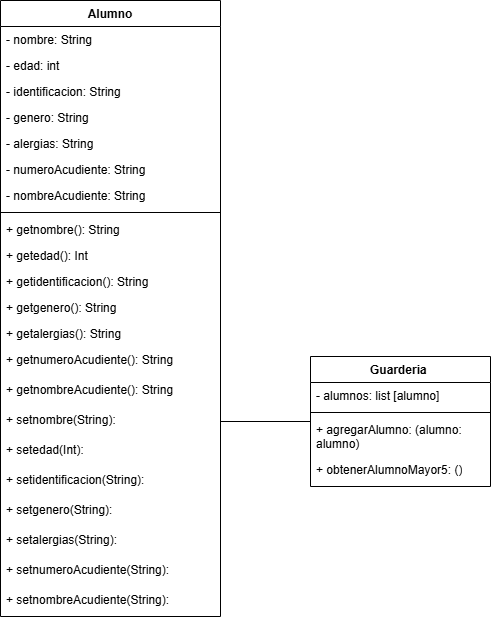 Alumno
- nombre: String
- edad: int
- identificacion: String
- genero: String
- alergias: String
- numeroAcudiente: String
- nombreAcudiente: String
+ getnombre(): String
+ getedad(): Int
+ getidentificacion(): String
+ getgenero(): String
+ getalergias(): String
+ getnumeroAcudiente(): String
+ getnombreAcudiente(): String
+ setnombre(String):
+ setedad(Int):
+ setidentificacion(String):
+ setgenero(String):
+ setalergias(String):
+ setnumeroAcudiente(String):
+ setnombreAcudiente(String):
Guarderia
- alumnos: list [alumno]
+ agregarAlumno: (alumno:
alumno)
+ obtenerAlumnoMayor5: ()